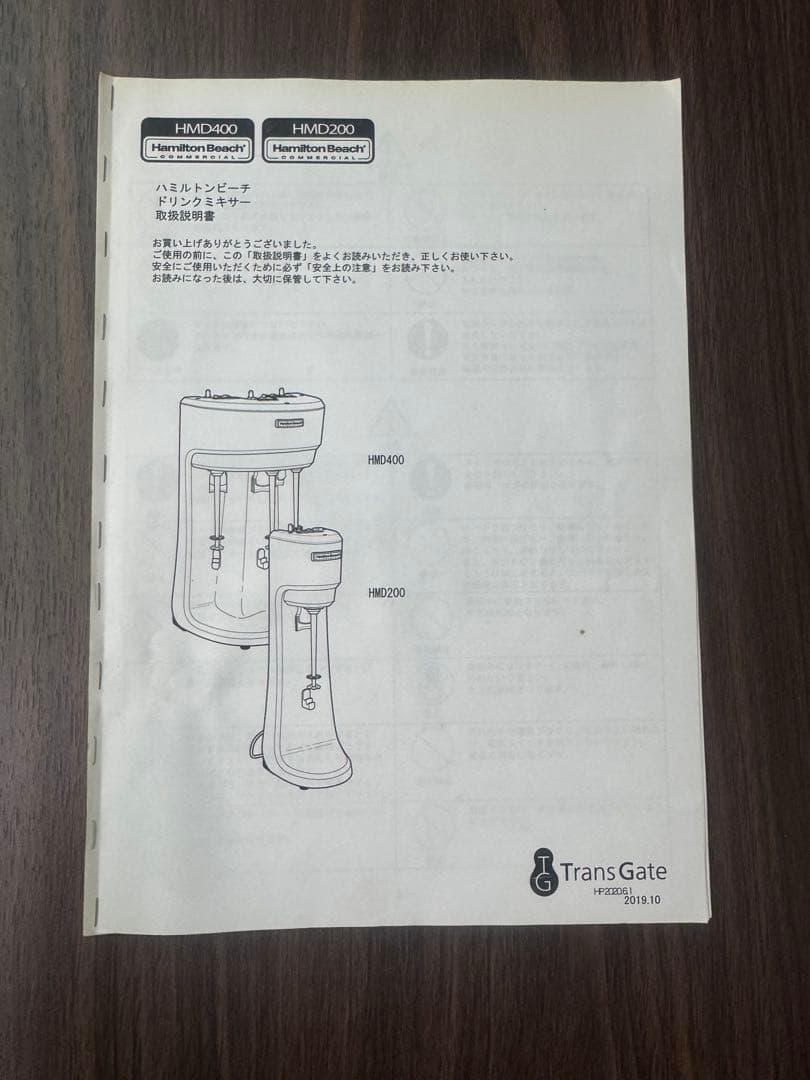 HMD400 HMD200
Hamilton Beach Hamilton Beach
COMMERCIAL COMMERCIAL
ハミルトンビーチ
ドリンクミキサー
取扱説明書
お買い上げありがとうございました。
ご使用の前に、この「取扱説明書」をよくお読みいただき、正しくお使い下さい。
安全にご使用いただくために必ず「安全上の注意」をお読み下さい。
お読みになった後は、大切に保管して下さい。
HMD400
HMD200
TG Trans Gate
HP2020.6.1
2019.10